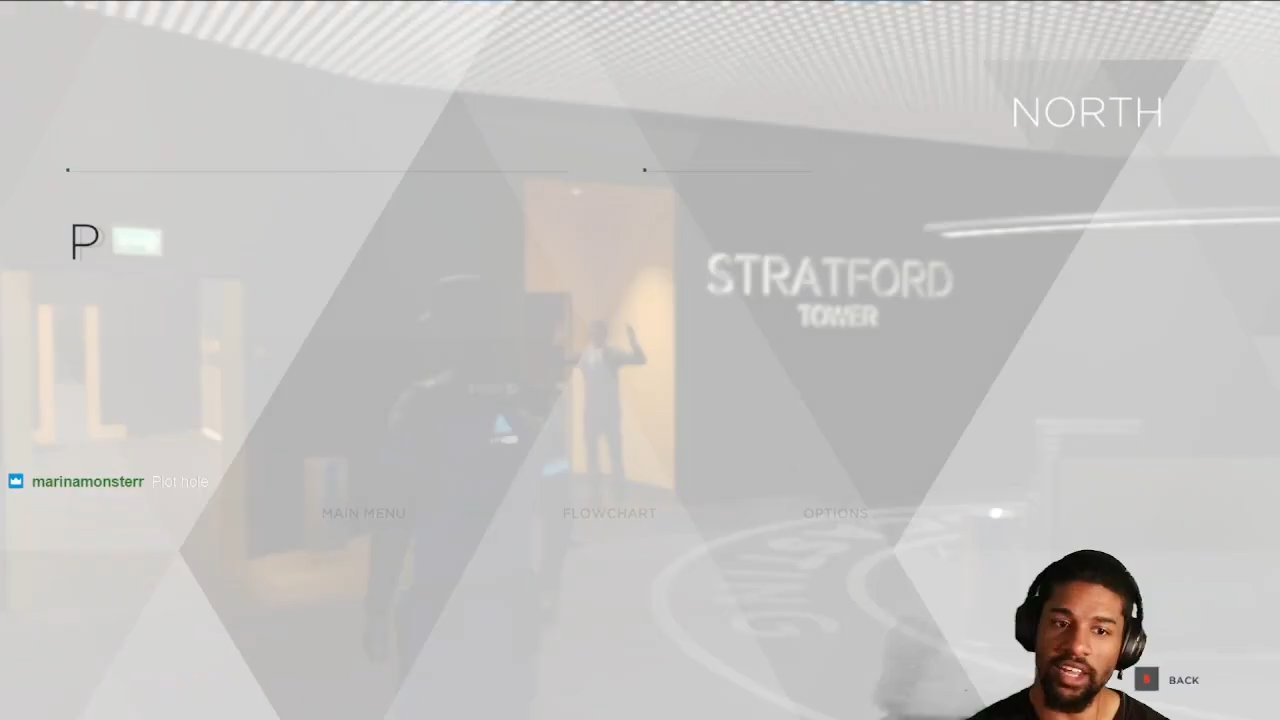 NORTH
P
STRATFORD
TOWER
marinamonsterr Plot hole
MAIN MENU FLOWCHART OPTIONS
B BACK